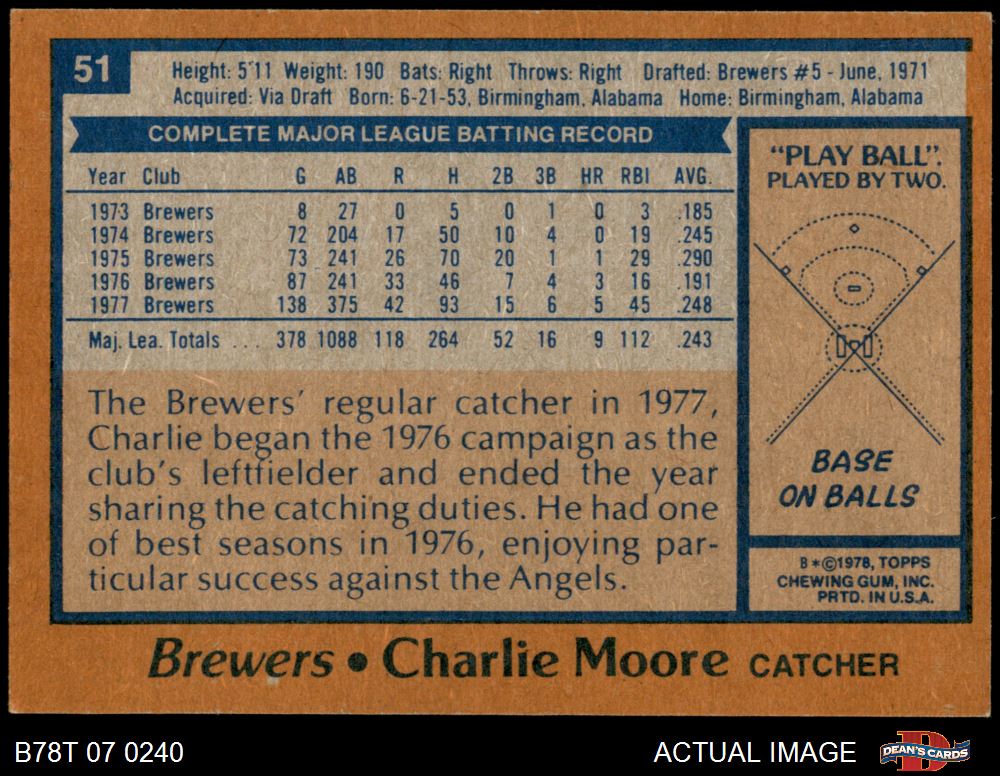 51
Height: 5'11 Weight: 190 Bats: Right Throws: Right Drafted: Brewers #5 - June, 1971
Acquired: Via Draft Born: 6-21-53, Birmingham, Alabama Home: Birmingham, Alabama
COMPLETE MAJOR LEAGUE BATTING RECORD
Year Club G AB R H 2B 3B HR RBI AVG.
1973 Brewers 8 27 0 5 0 1 0 3 .185
1974 Brewers 72 204 17 50 10 4 0 19 .245
1975 Brewers 73 241 26 70 20 1 1 29 .290
1976 Brewers 87 241 33 46 7 4 3 16 .191
1977 Brewers 138 375 42 93 15 6 5 45 .248
Maj. Lea. Totals ... 378 1088 118 264 52 16 9 112 .243
The Brewers' regular catcher in 1977,
Charlie began the 1976 campaign as the
club's leftfielder and ended the year
sharing the catching duties. He had one
of best seasons in 1976, enjoying par-
ticular success against the Angels.
"PLAY BALL".
PLAYED BY TWO.
BASE
ON BALLS
B*©1978, TOPPS
CHEWING GUM, INC.
PRTD. IN U.S.A.
Brewers • Charlie Moore CATCHER
B78T 07 0240
ACTUAL IMAGE
D
DEAN'S CARDS